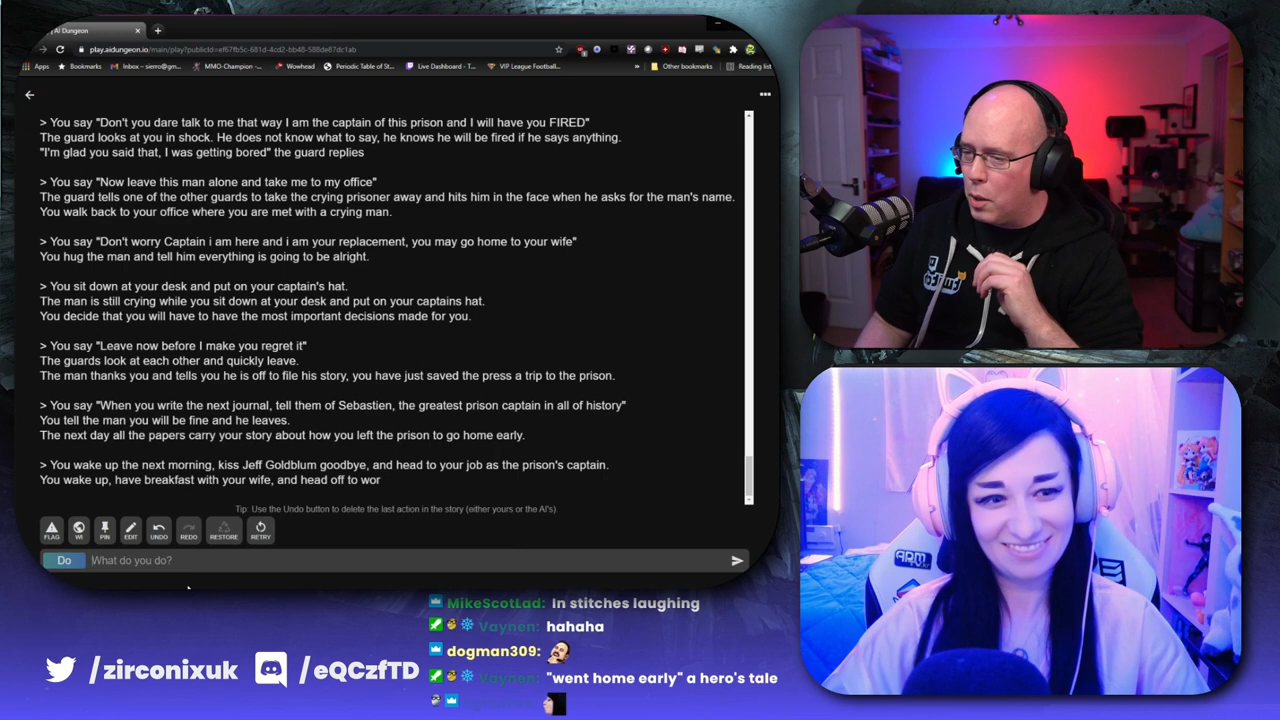 AI Dungeon
play.aidungeon.io/main/play?publicId=ef67fb5c-681d-4cd2-bb48-588de87dc1ab
Apps Bookmarks Inbox – sierro@gm... MMO-Champion -... Wowhead Periodic Table of St... Live Dashboard - T... VIP League Football... » Other bookmarks Reading list
> You say "Don't you dare talk to me that way I am the captain of this prison and I will have you FIRED"
The guard looks at you in shock. He does not know what to say, he knows he will be fired if he says anything.
"I'm glad you said that, I was getting bored" the guard replies
> You say "Now leave this man alone and take me to my office"
The guard tells one of the other guards to take the crying prisoner away and hits him in the face when he asks for the man's name.
You walk back to your office where you are met with a crying man.
> You say "Don't worry Captain i am here and i am your replacement, you may go home to your wife"
You hug the man and tell him everything is going to be alright.
> You sit down at your desk and put on your captain's hat.
The man is still crying while you sit down at your desk and put on your captains hat.
You decide that you will have to have the most important decisions made for you.
> You say "Leave now before I make you regret it"
The guards look at each other and quickly leave.
The man thanks you and tells you he is off to file his story, you have just saved the press a trip to the prison.
> You say "When you write the next journal, tell them of Sebastien, the greatest prison captain in all of history"
You tell the man you will be fine and he leaves.
The next day all the papers carry your story about how you left the prison to go home early.
> You wake up the next morning, kiss Jeff Goldblum goodbye, and head to your job as the prison's captain.
You wake up, have breakfast with your wife, and head off to wor
Tip: Use the Undo button to delete the last action in the story (either yours or the AI's).
FLAG WI PIN EDIT UNDO REDO RESTORE RETRY
Do What do you do?
MikeScotLad: In stitches laughing
Vaynen: hahaha
dogman309:
Vaynen: "went home early" a hero's tale
/zirconixuk /eQCzfTD